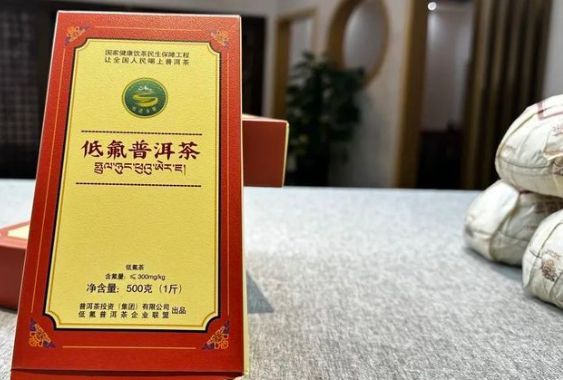 国家健康饮茶民生保障工程
让全国人民喝上普洱茶
低氟普洱茶
低氟茶
含氟量：≤300mg/kg
净含量：500克(1斤)
普洱茶投资（集团）有限公司
低氟普洱茶企业联盟
出品